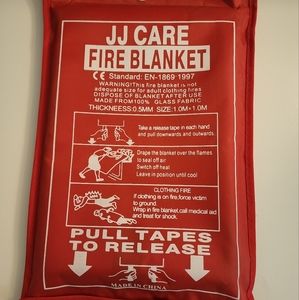 JJ CARE
FIRE BLANKET
CE Standard: EN-1869 1997
WARNING!This fire blanket is not
adequate size for adult clothing fires
DISPOSE OF BLANKET AFTER USE
MADE FROM100% GLASS FABRIC
THICKNEESS:0.5MM SIZE:1.0M×1.0M
Take a release tape in each hand
and pull downwards and outwards.
Drape the blanket over the flames
to seal off air
Switch off heat
Leave in position until cool
CLOTHING FIRE
If clothing is on fire;force victim
to ground.
Wrap in fire blanket,call medical aid
and treat for shock.
PULL TAPES
TO RELEASE
MADE IN CHINA